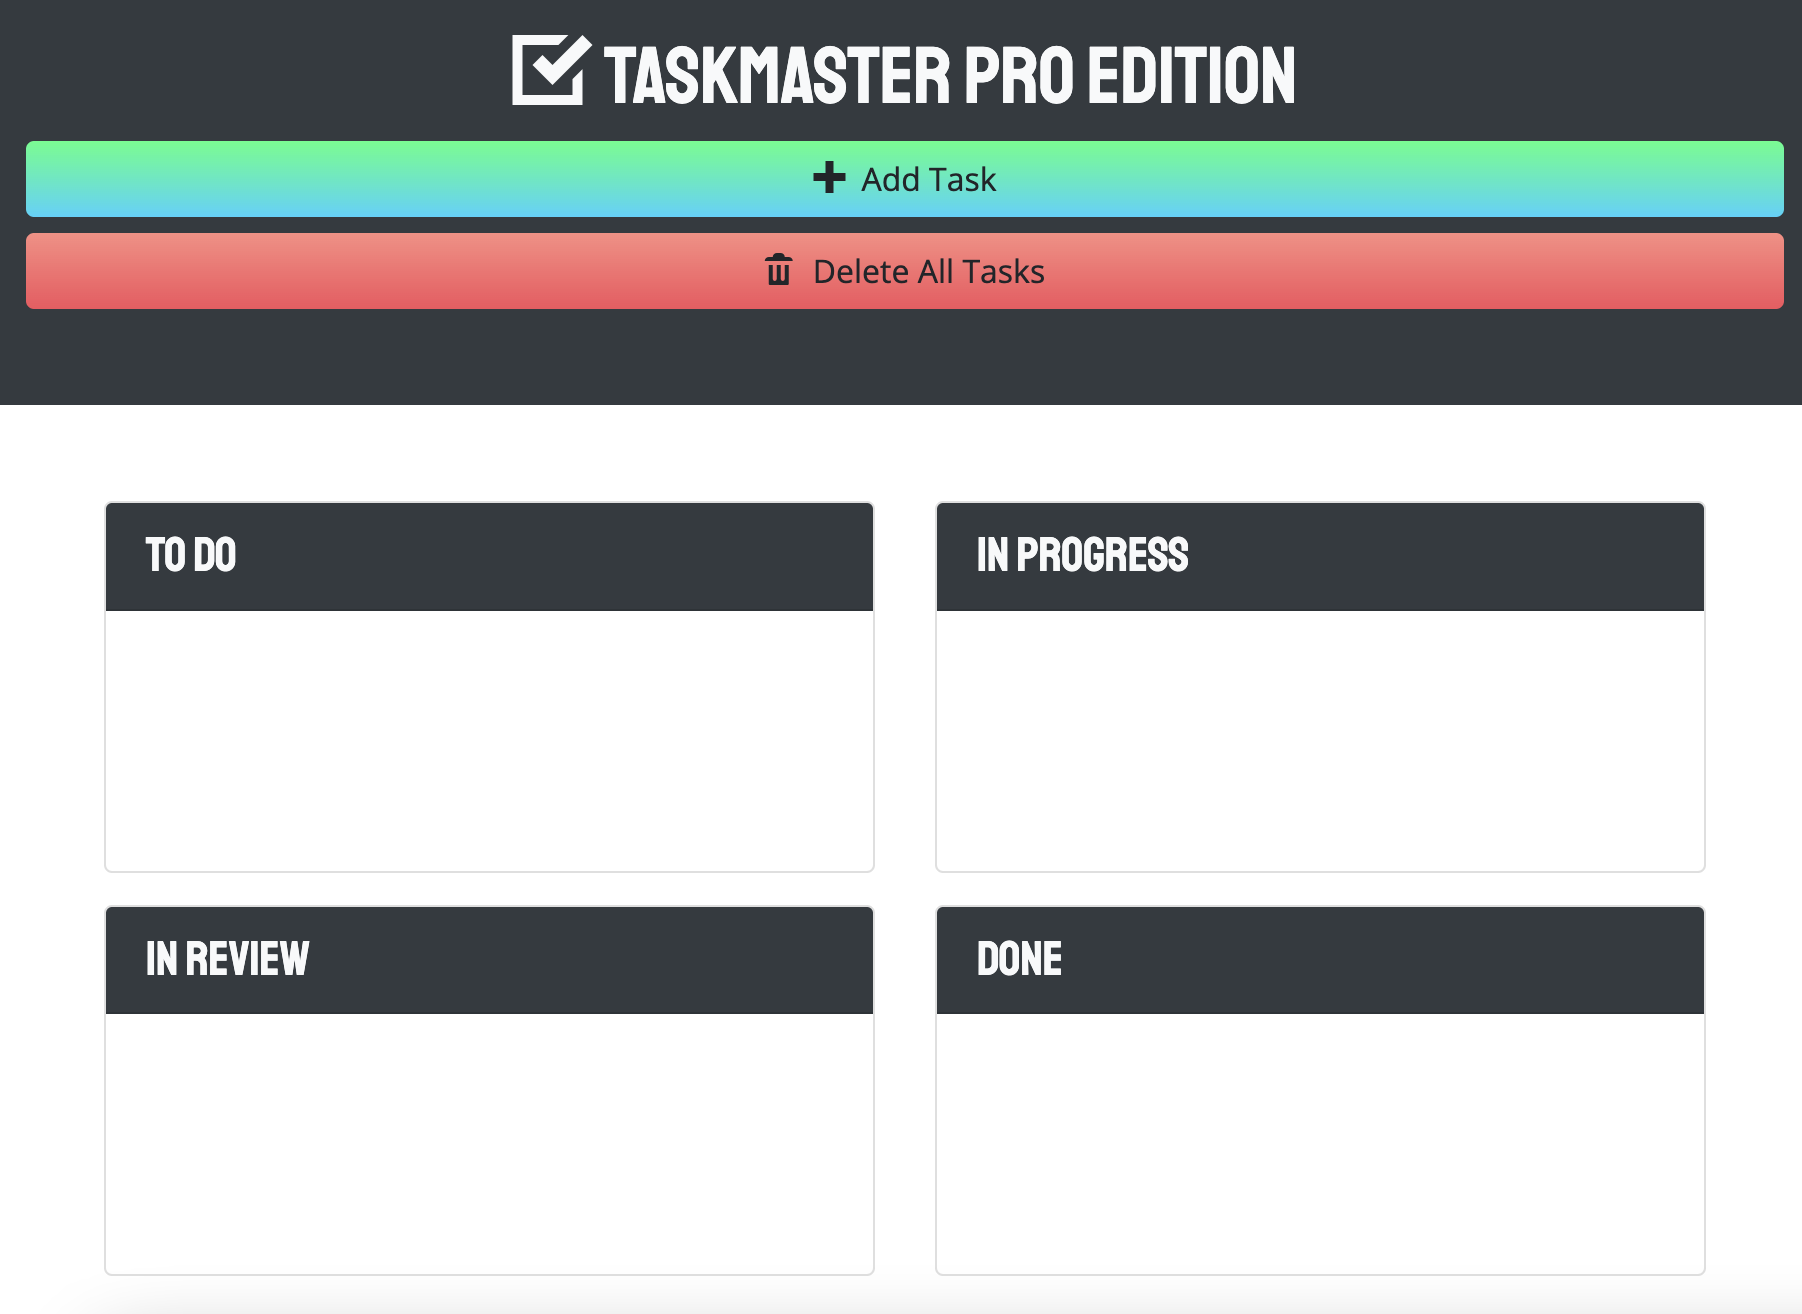 TASKMASTER PRO EDITION
Add Task
Delete All Tasks
TO DO
IN PROGRESS
IN REVIEW
DONE